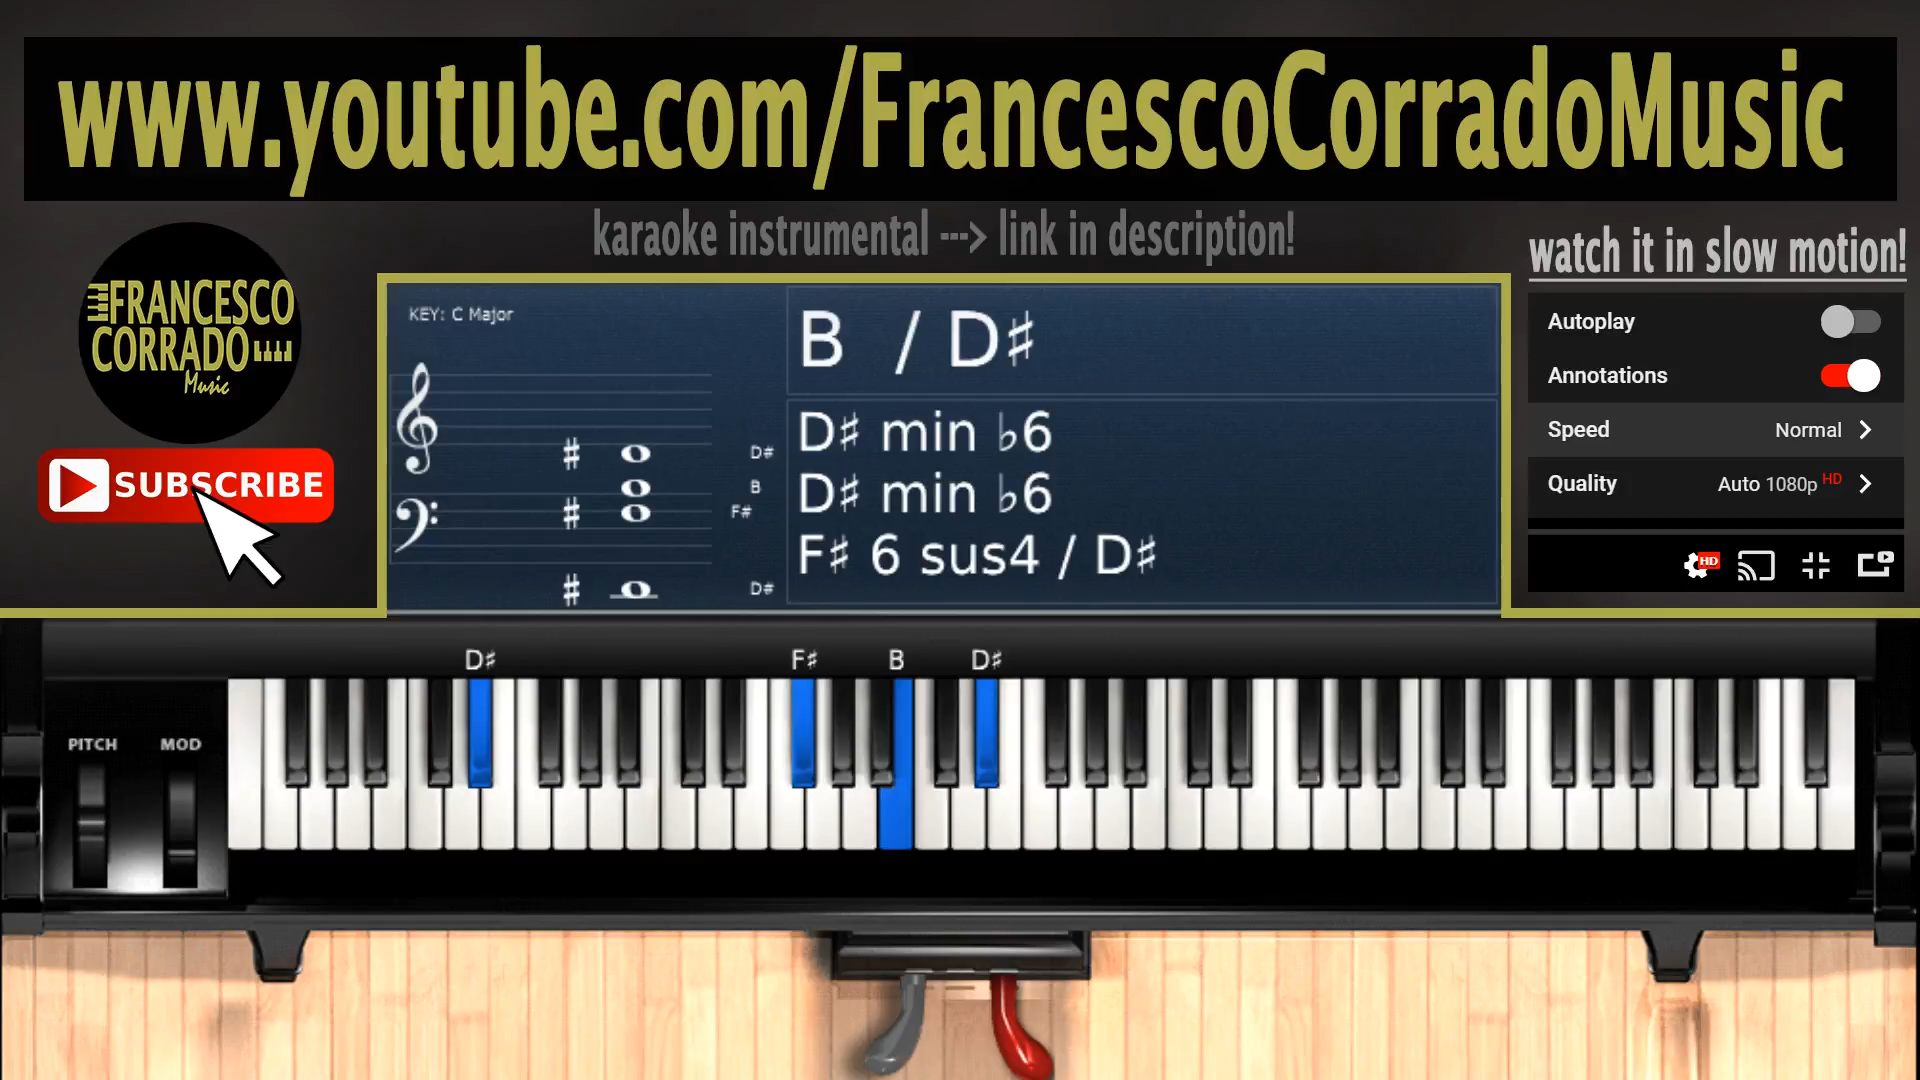 www.youtube.com/FrancescoCorradoMusic
karaoke instrumental ---> link in description!
watch it in slow motion!
FRANCESCO
CORRADO
Music
SUBSCRIBE
KEY: C Major
D#
B
F#
D#
B / D♯
D♯ min ♭6
D♯ min ♭6
F♯ 6 sus4 / D♯
Autoplay
Annotations
Speed Normal
Quality Auto 1080p HD
HD
D♯ F♯ B D♯
PITCH MOD